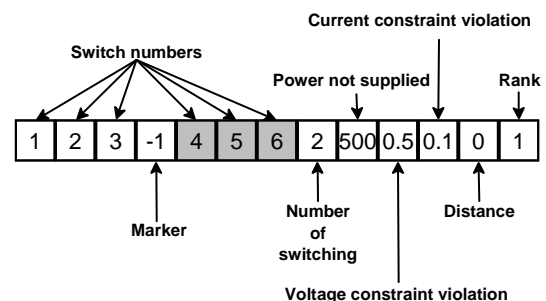 Current constraint violation
Switch numbers
Power not supplied
Rank
1 2 3 -1 4 5 6 2 500 0.5 0.1 0 1
Marker
Number
of
switching
Distance
Voltage constraint violation